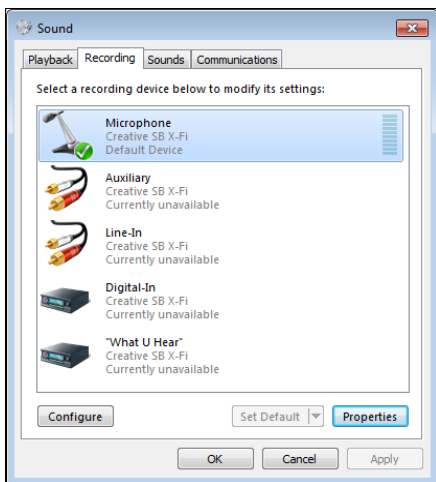 Sound
Playback Recording Sounds Communications
Select a recording device below to modify its settings:
Microphone
Creative SB X-Fi
Default Device
Auxiliary
Creative SB X-Fi
Currently unavailable
Line-In
Creative SB X-Fi
Currently unavailable
Digital-In
Creative SB X-Fi
Currently unavailable
"What U Hear"
Creative SB X-Fi
Currently unavailable
Configure Set Default Properties
OK Cancel Apply